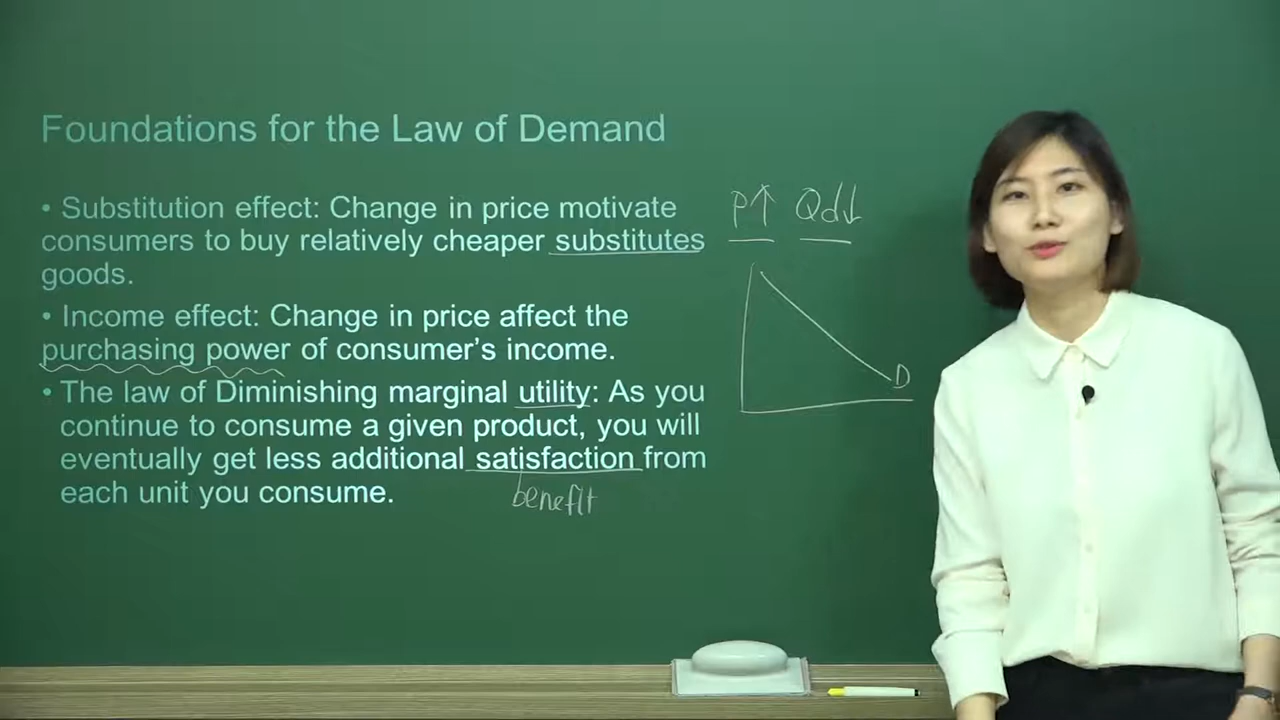 Foundations for the Law of Demand
• Substitution effect: Change in price motivate
consumers to buy relatively cheaper substitutes
goods.
• Income effect: Change in price affect the
purchasing power of consumer's income.
• The law of Diminishing marginal utility: As you
continue to consume a given product, you will
eventually get less additional satisfaction from
each unit you consume.
benefit
P↑ Qd↓
D